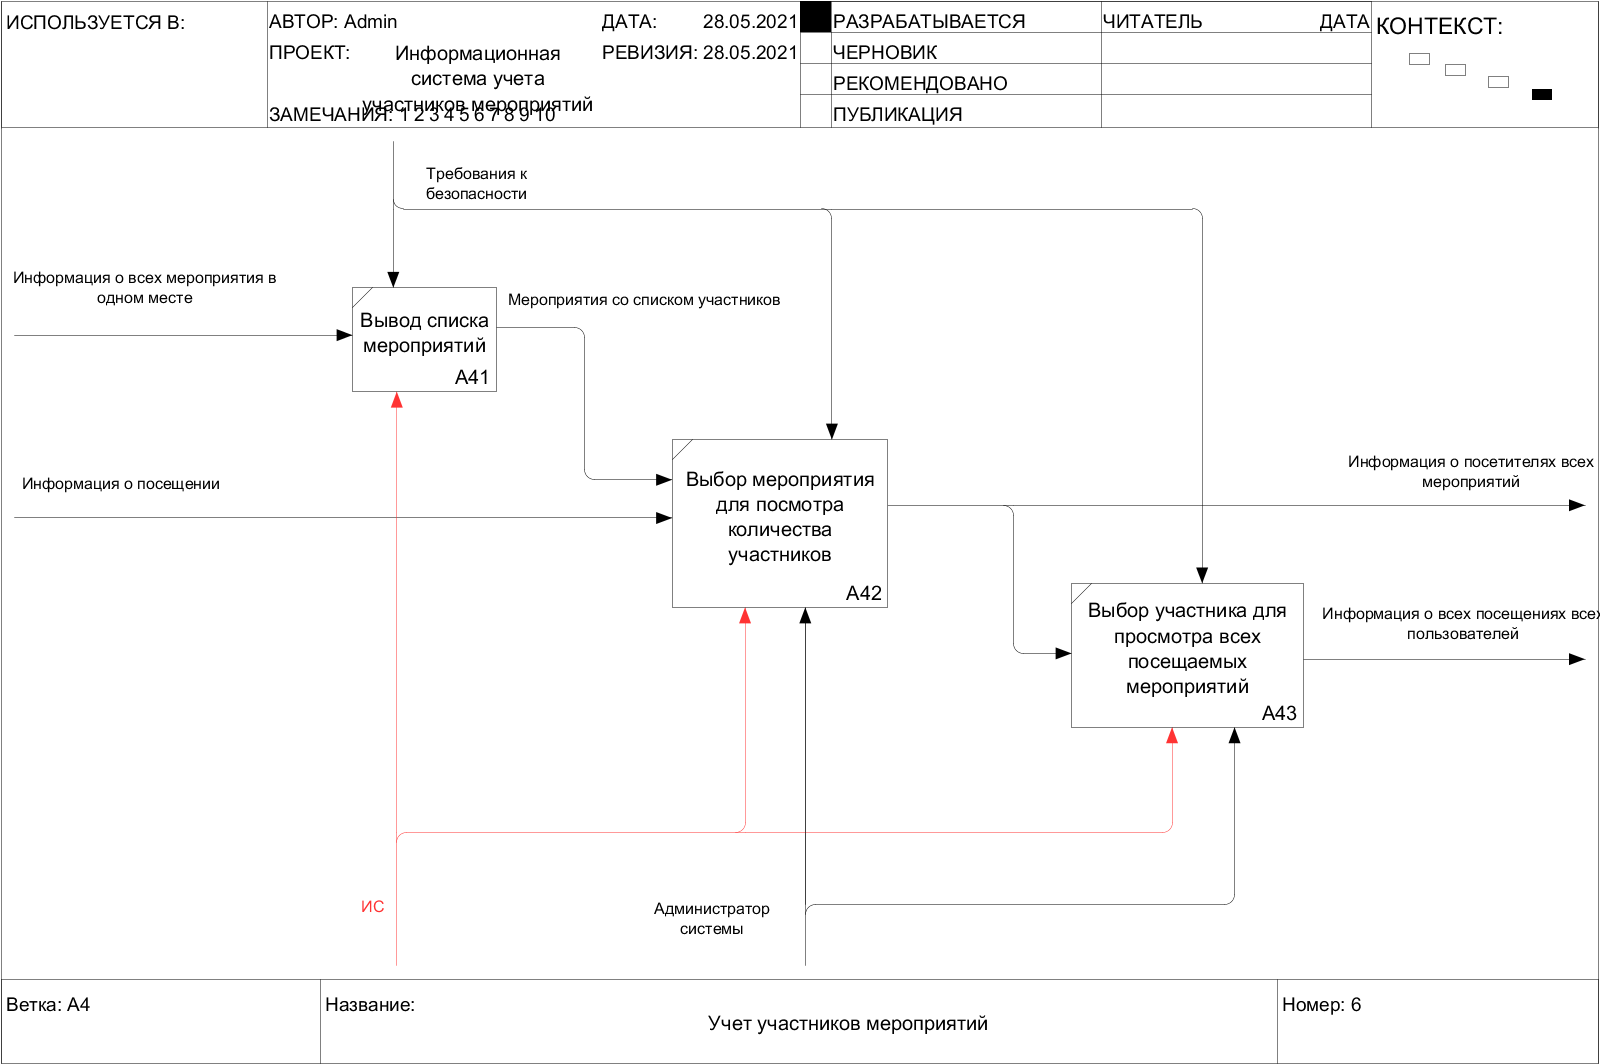 ИСПОЛЬЗУЕТСЯ В:
АВТОР: Admin
ДАТА: 28.05.2021
ПРОЕКТ: Информационная
система учета
участников мероприятий
РЕВИЗИЯ: 28.05.2021
ЗАМЕЧАНИЯ: 1 2 3 4 5 6 7 8 9 10
РАЗРАБАТЫВАЕТСЯ
ЧЕРНОВИК
РЕКОМЕНДОВАНО
ПУБЛИКАЦИЯ
ЧИТАТЕЛЬ
ДАТА
КОНТЕКСТ:
Требования к
безопасности
Информация о всех мероприятия в
одном месте
Вывод списка
мероприятий
A41
Мероприятия со списком участников
Информация о посещении
Выбор мероприятия
для посмотра
количества
участников
A42
Информация о посетителях всех
мероприятий
Выбор участника для
просмотра всех
посещаемых
мероприятий
A43
Информация о всех посещениях всех
пользователей
ИС
Администратор
системы
Ветка: A4
Название:
Учет участников мероприятий
Номер: 6